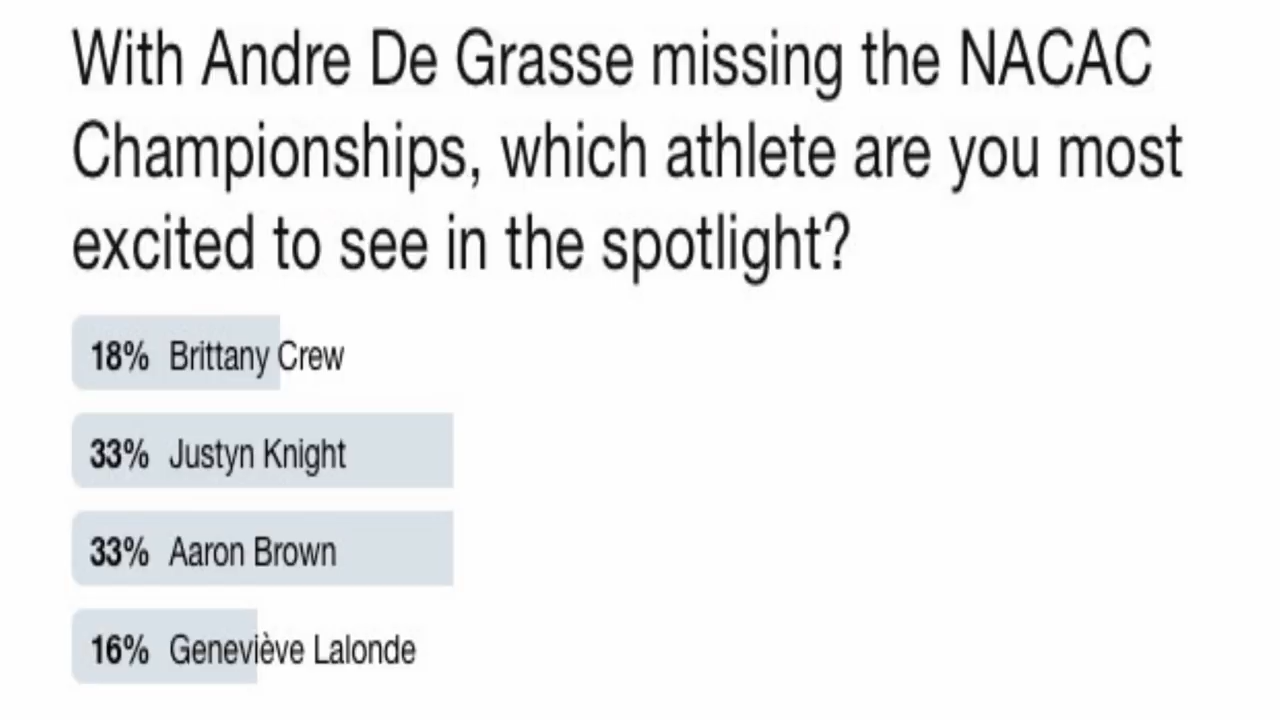 With Andre De Grasse missing the NACAC
Championships, which athlete are you most
excited to see in the spotlight?
18% Brittany Crew
33% Justyn Knight
33% Aaron Brown
16% Geneviève Lalonde